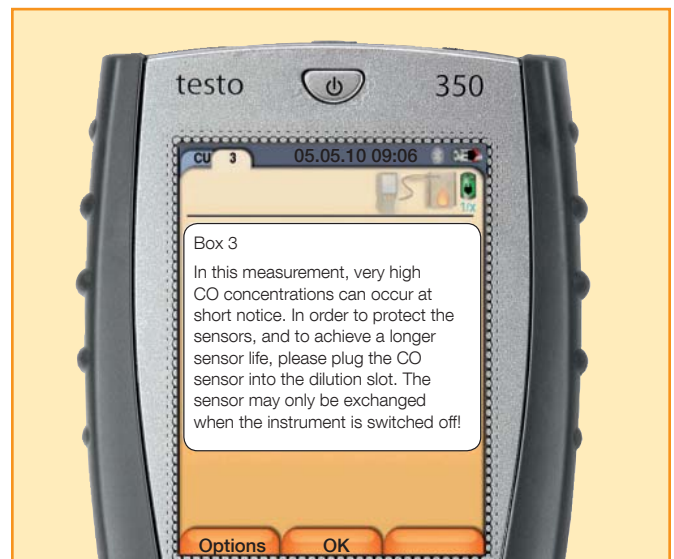 testo 350
CU 3 05.05.10 09:06
1/x
Box 3
In this measurement, very high
CO concentrations can occur at
short notice. In order to protect the
sensors, and to achieve a longer
sensor life, please plug the CO
sensor into the dilution slot. The
sensor may only be exchanged
when the instrument is switched off!
Options OK